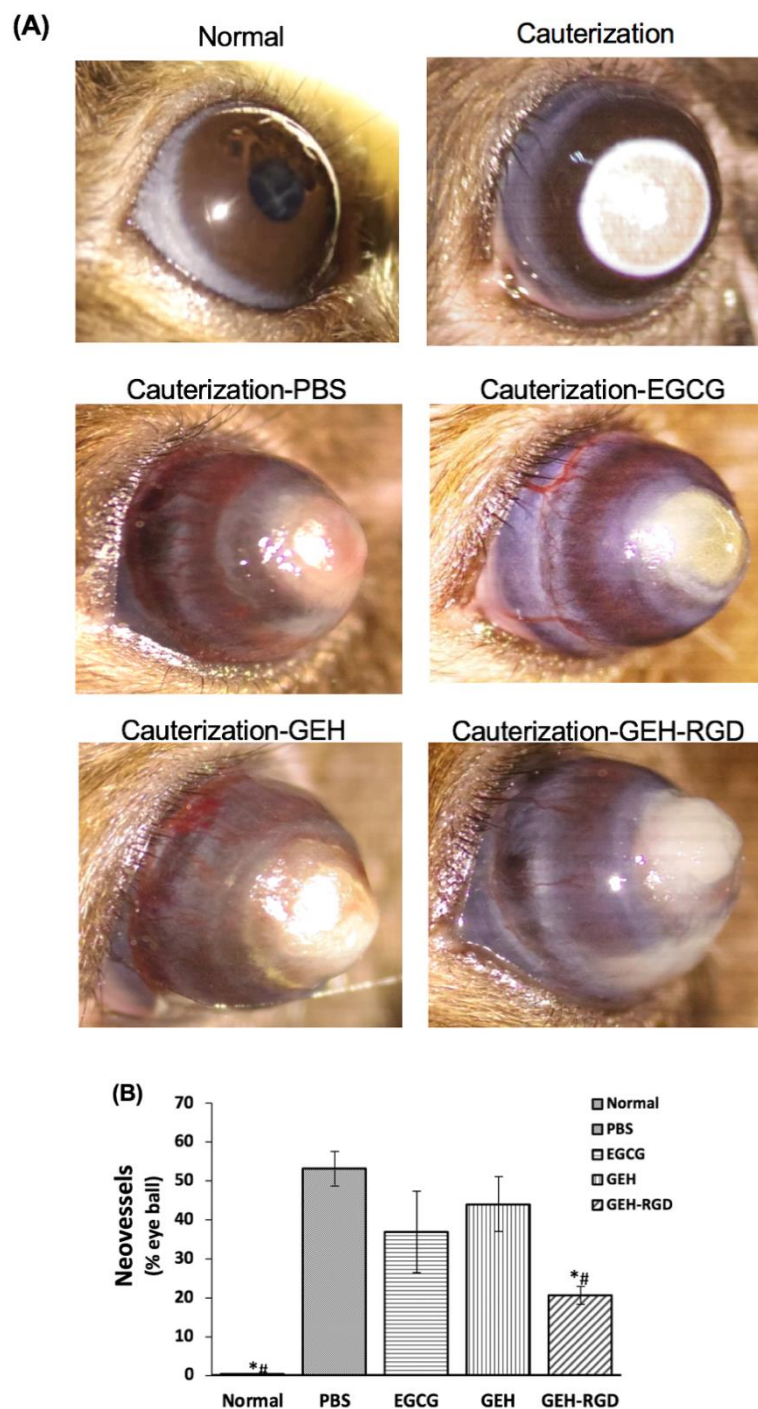 (A)
Normal
Cauterization
Cauterization-PBS
Cauterization-EGCG
Cauterization-GEH
Cauterization-GEH-RGD
(B)
Neovessels
(% eye ball)
70
60
50
40
30
20
10
0
Normal
PBS
EGCG
GEH
GEH-RGD
*#
*#
Normal PBS EGCG GEH GEH-RGD